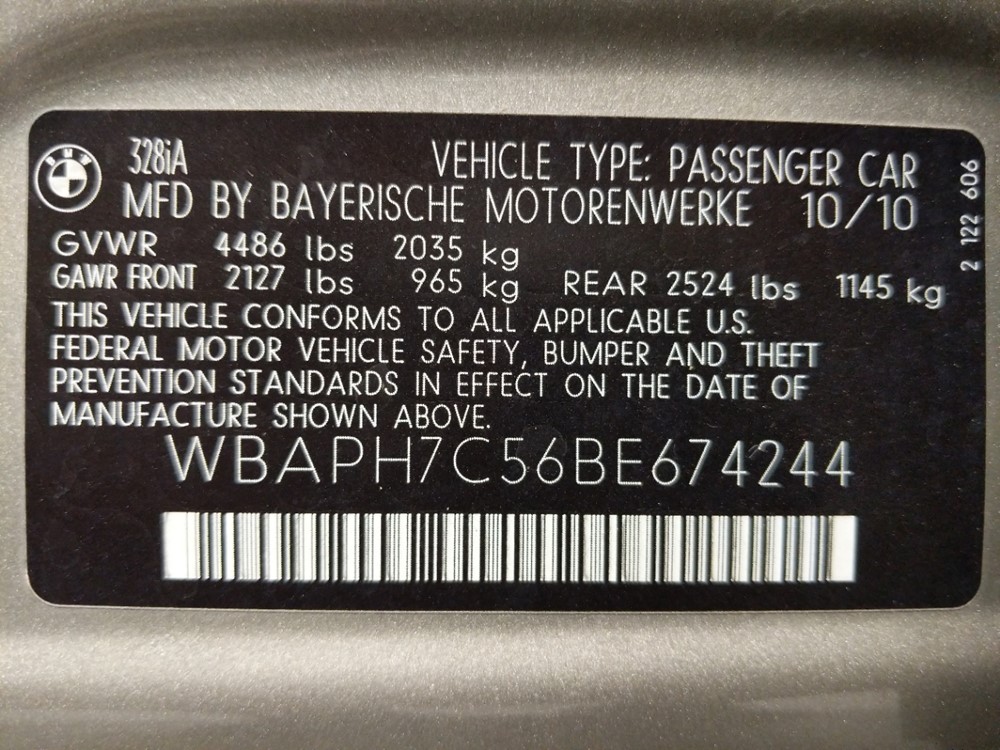 BMW
328iA VEHICLE TYPE: PASSENGER CAR
MFD BY BAYERISCHE MOTORENWERKE 10/10
GVWR 4486 lbs 2035 kg
GAWR FRONT 2127 lbs 965 kg REAR 2524 lbs 1145 kg
THIS VEHICLE CONFORMS TO ALL APPLICABLE U.S.
FEDERAL MOTOR VEHICLE SAFETY, BUMPER AND THEFT
PREVENTION STANDARDS IN EFFECT ON THE DATE OF
MANUFACTURE SHOWN ABOVE.
WBAPH7C56BE674244
2 122 606